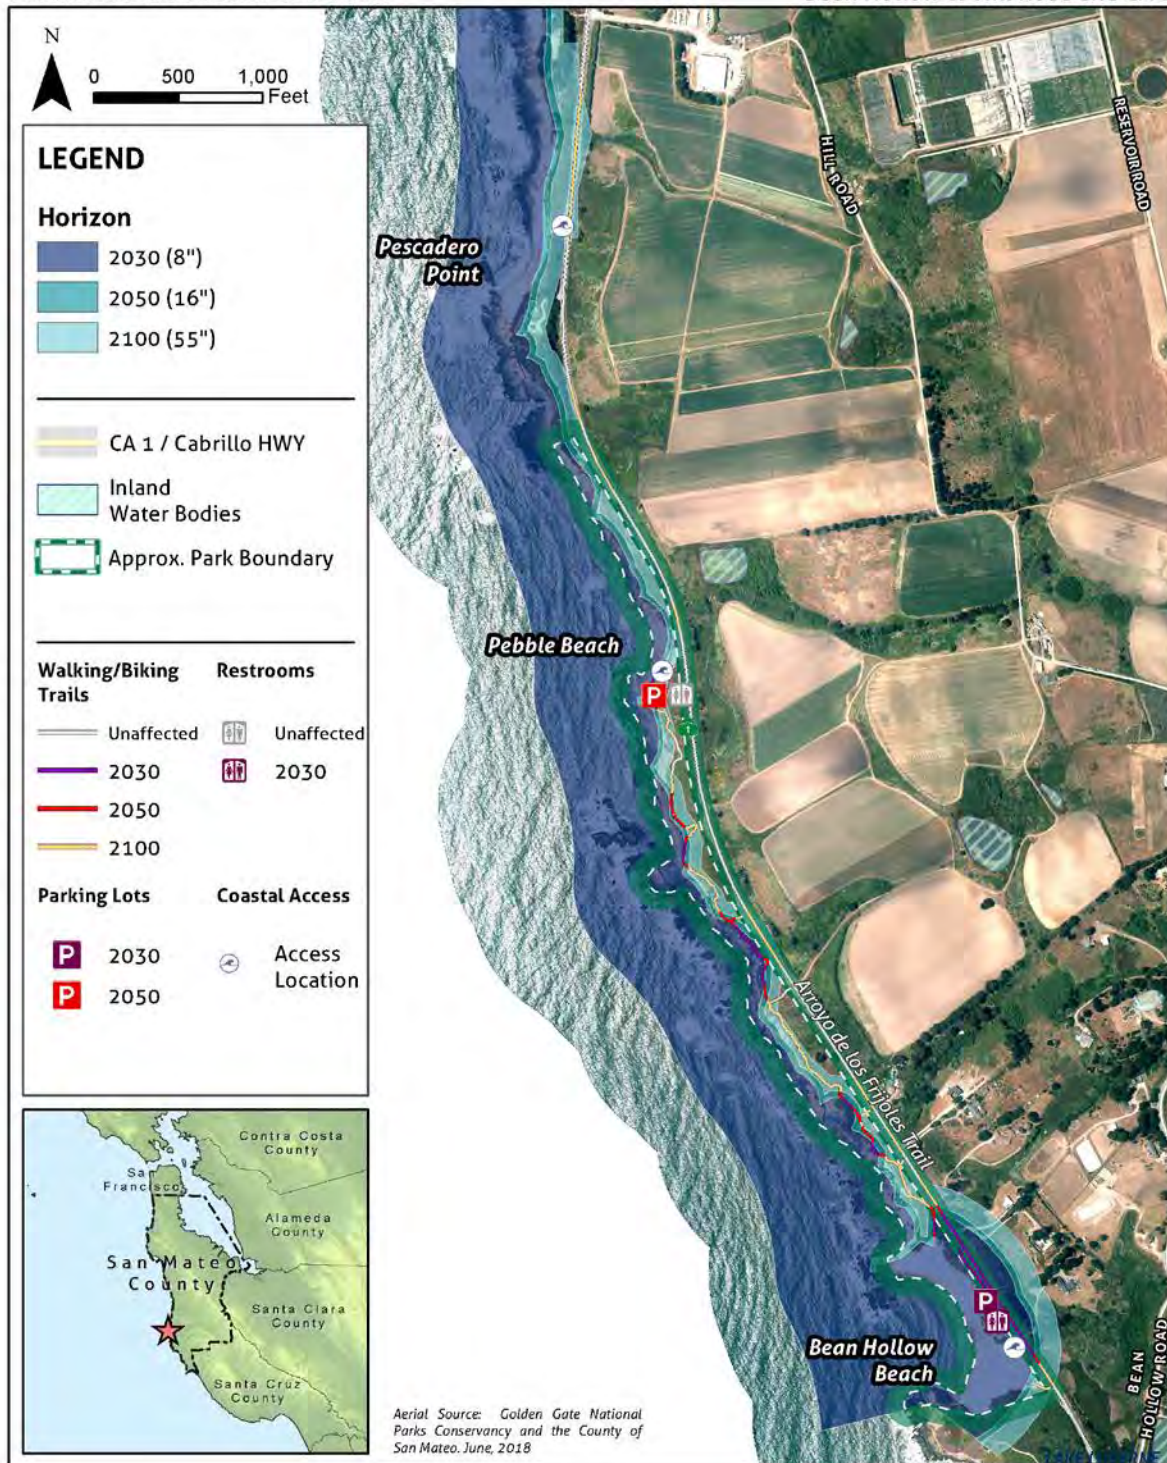 N
0 500 1,000
Feet
LEGEND
Horizon
2030 (8")
2050 (16")
2100 (55")
CA 1 / Cabrillo HWY
Inland
Water Bodies
Approx. Park Boundary
Walking/Biking
Trails
Unaffected
2030
2050
2100
Restrooms
Unaffected
2030
Parking Lots
P 2030
P 2050
Coastal Access
Access
Location
Contra Costa
County
San
Francisco
Alameda
County
San Mateo
County
Santa Clara
County
Santa Cruz
County
Pescadero
Point
HILL ROAD
RESERVOIR ROAD
Pebble Beach
P
1
Arroyo de los Frijoles Trail
P
Bean Hollow
Beach
BEAN
HOLLOW ROAD
Aerial Source: Golden Gate National
Parks Conservancy and the County of
San Mateo. June, 2018